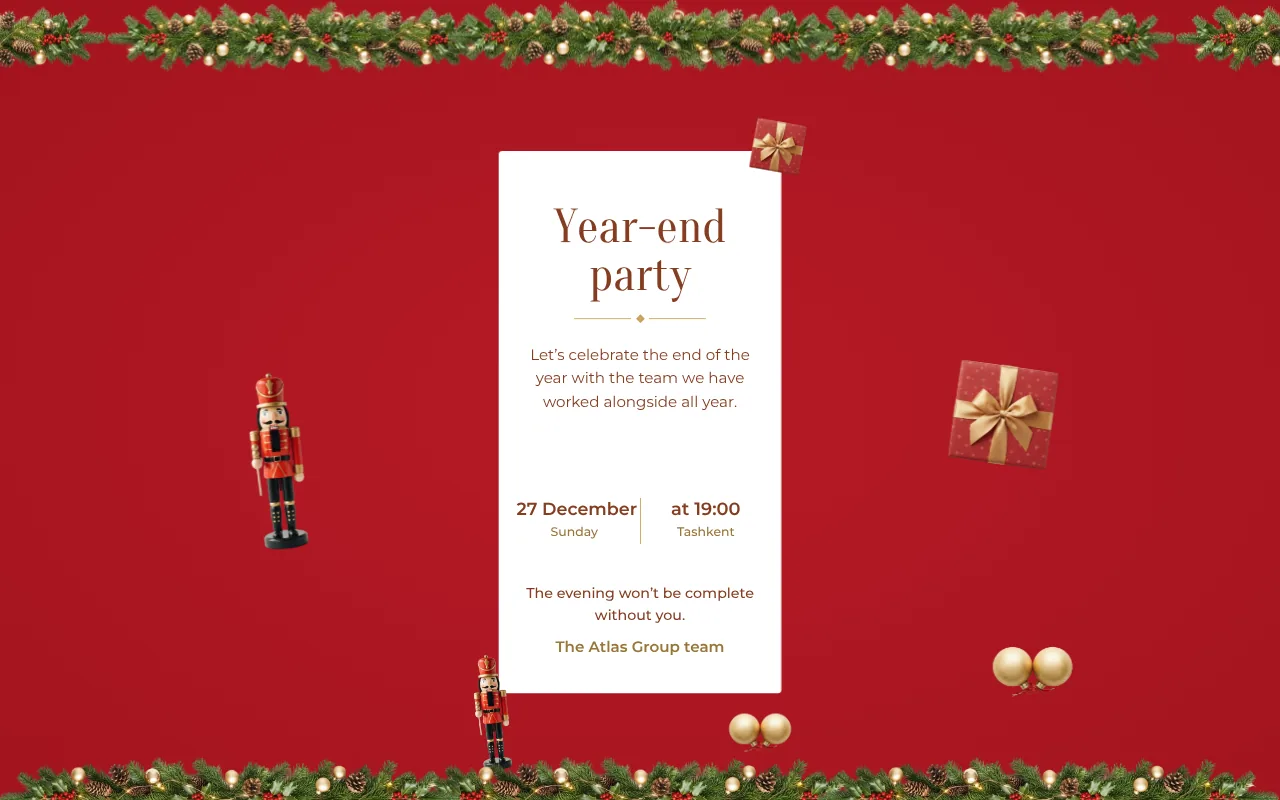 Year-end
party
Let’s celebrate the end of the
year with the team we have
worked alongside all year.
27 December
Sunday
at 19:00
Tashkent
The evening won’t be complete
without you.
The Atlas Group team